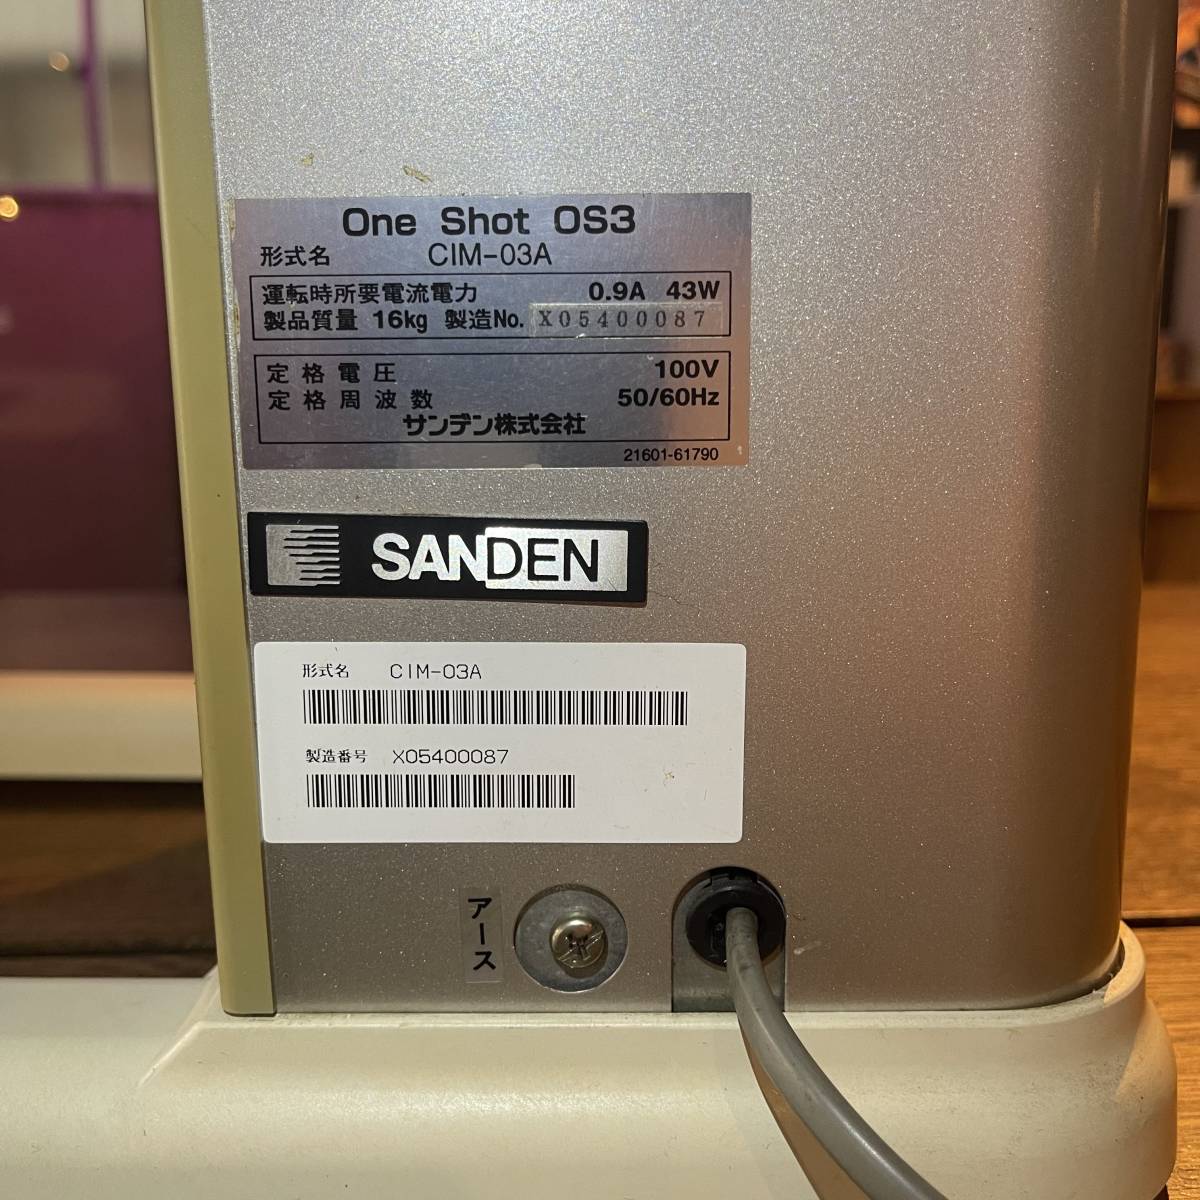 One Shot OS3
形式名 CIM-03A
運転時所要電流電力 0.9A 43W
製品質量 16kg 製造No. X05400087
定格電圧 100V
定格周波数 50/60Hz
サンデン株式会社
21601-61790
SANDEN
形式名 CIM-03A
製造番号 X05400087
アース